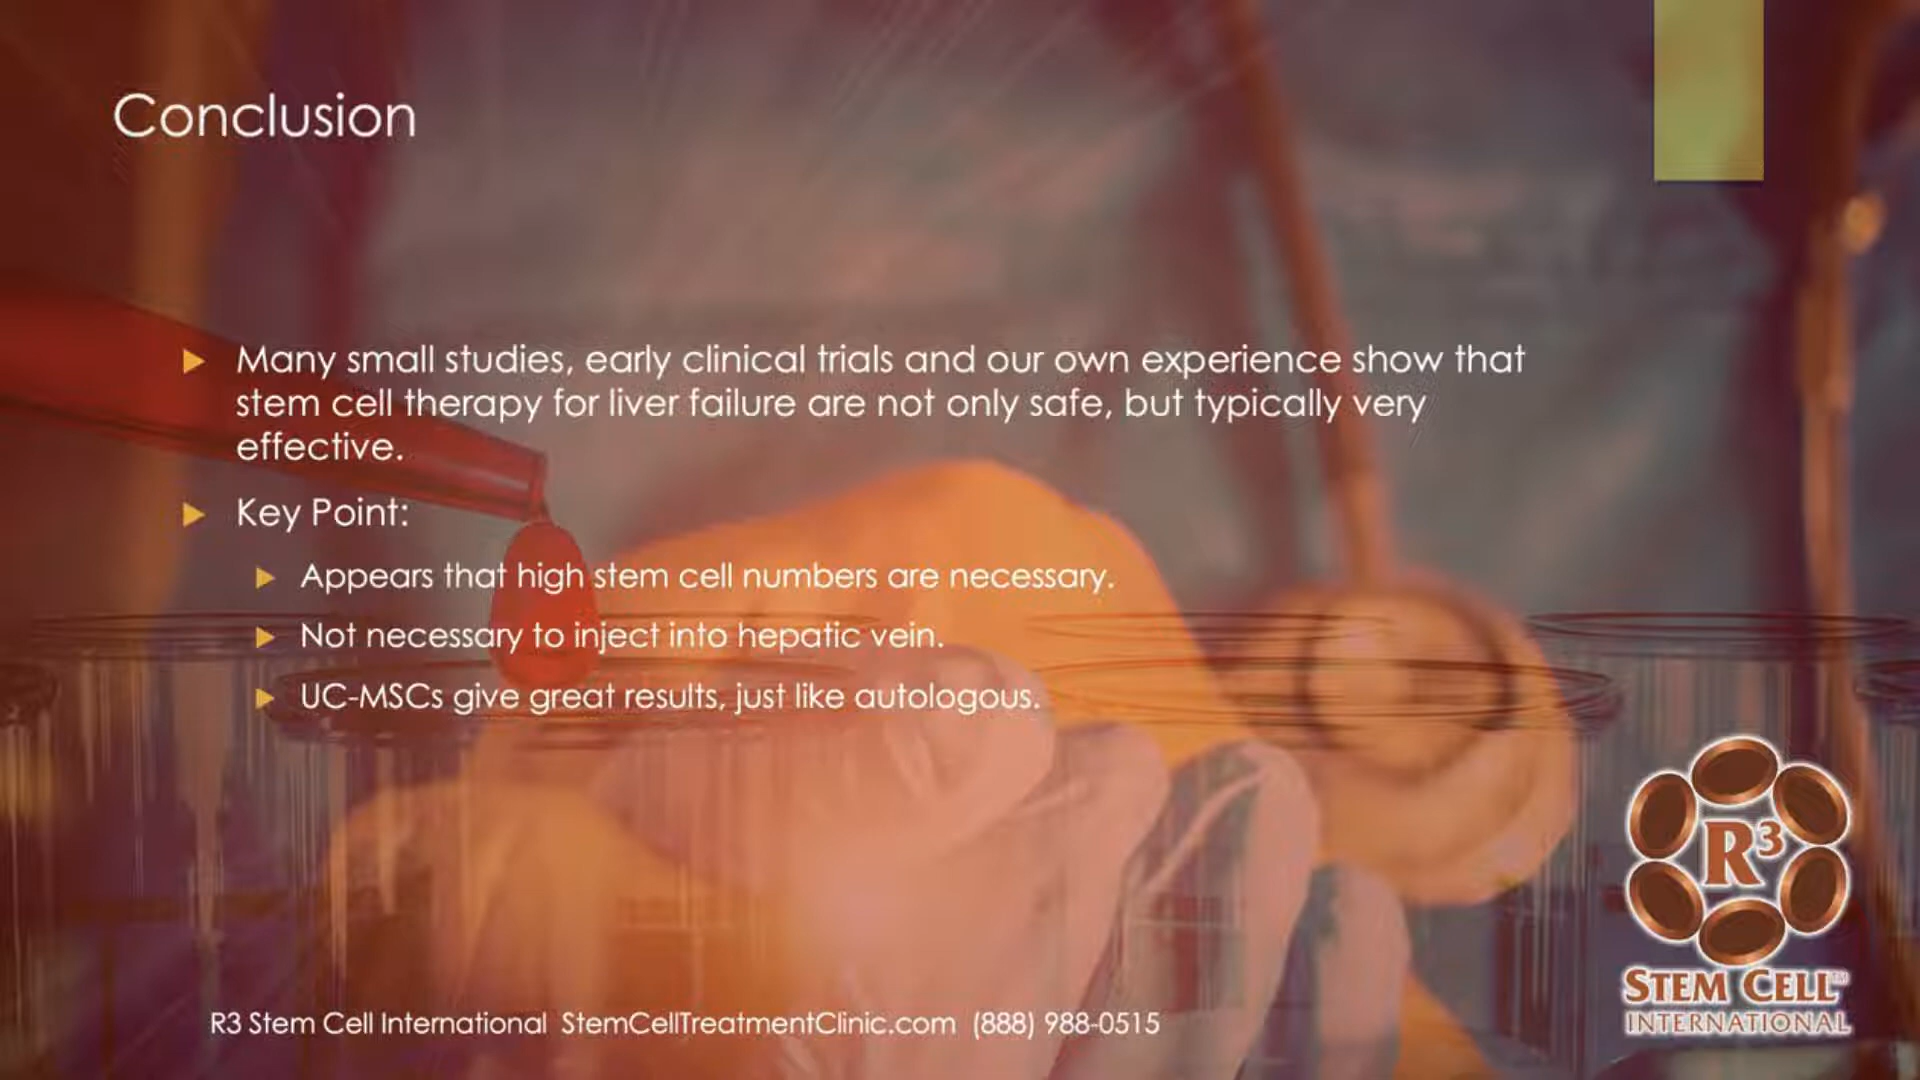 Conclusion
Many small studies, early clinical trials and our own experience show that
stem cell therapy for liver failure are not only safe, but typically very
effective.
Key Point:
Appears that high stem cell numbers are necessary.
Not necessary to inject into hepatic vein.
UC-MSCs give great results, just like autologous.
R3
STEM CELL™
INTERNATIONAL
R3 Stem Cell International StemCellTreatmentClinic.com (888) 988-0515